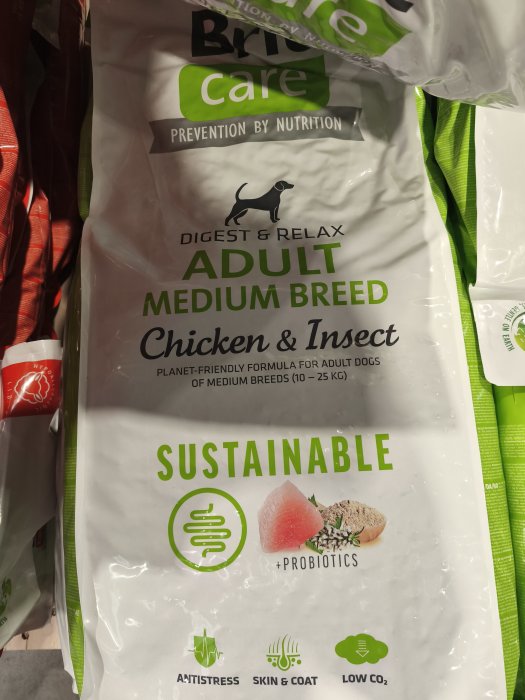 care
PREVENTION BY NUTRITION
DIGEST & RELAX
ADULT
MEDIUM BREED
Chicken & Insect
PLANET-FRIENDLY FORMULA FOR ADULT DOGS
OF MEDIUM BREEDS (10 – 25 KG)
SUSTAINABLE
+PROBIOTICS
ANTISTRESS
SKIN & COAT
LOW CO₂